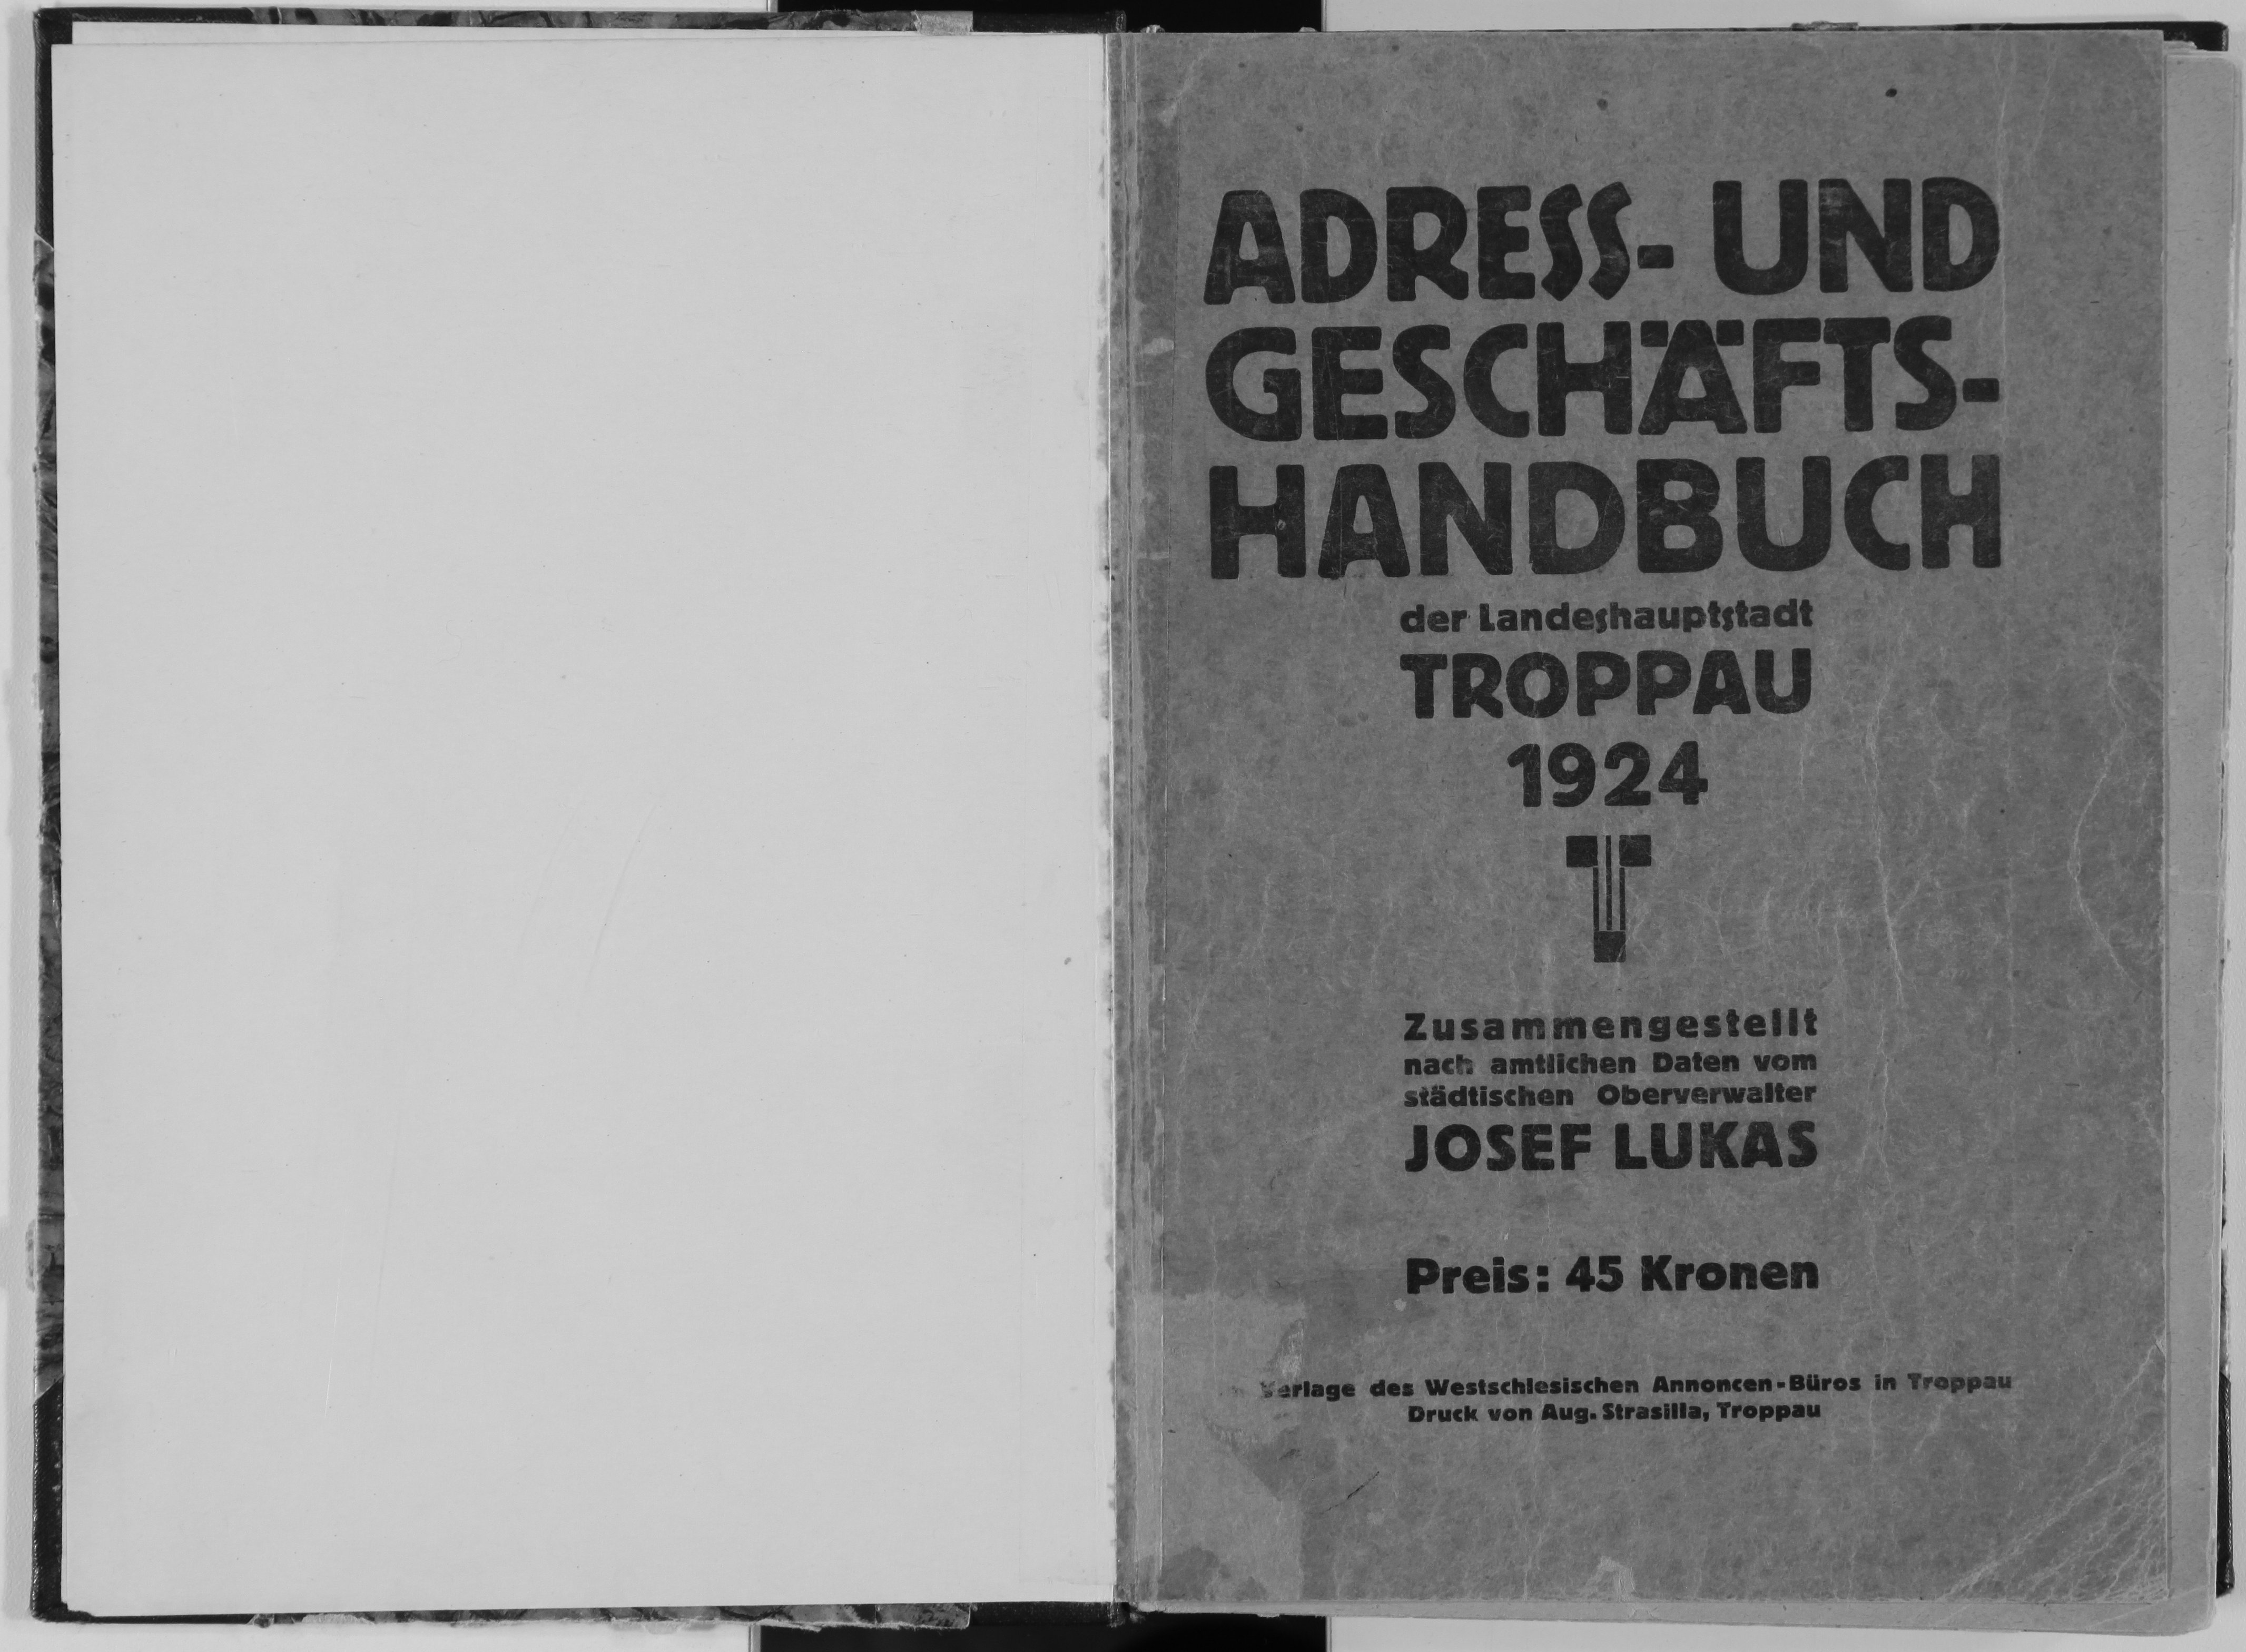 ADRESS- UND
GESCHÄFTS-
HANDBUCH
der Landeshauptstadt
TROPPAU
1924
Zusammengestellt
nach amtlichen Daten vom
städtischen Oberverwalter
JOSEF LUKAS
Preis: 45 Kronen
Verlage des Westschlesischen Annoncen-Büros in Troppau
Druck von Aug. Strasilla, Troppau